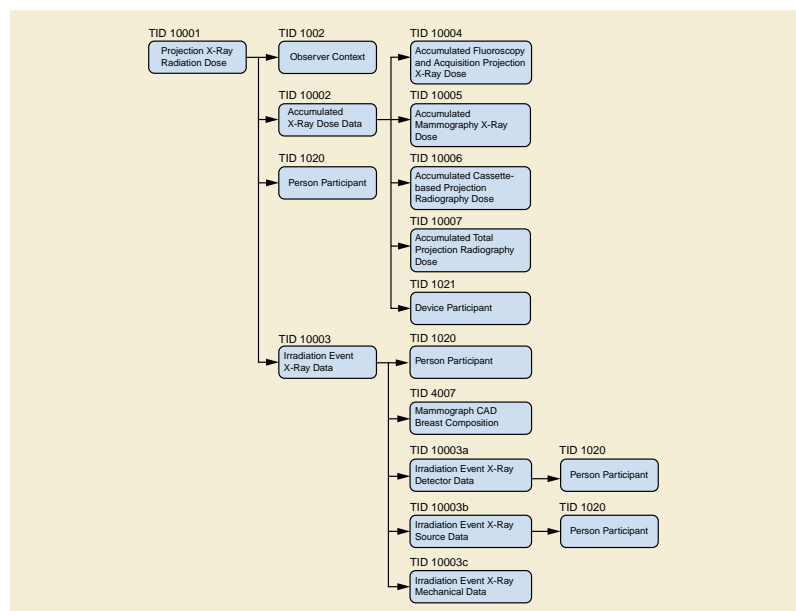 TID 10001
Projection X-Ray
Radiation Dose
TID 1002
Observer Context
TID 10002
Accumulated
X-Ray Dose Data
TID 1020
Person Participant
TID 10003
Irradiation Event
X-Ray Data
TID 10004
Accumulated Fluoroscopy
and Acquisition Projection
X-Ray Dose
TID 10005
Accumulated
Mammography X-Ray
Dose
TID 10006
Accumulated Cassette-
based Projection
Radiography Dose
TID 10007
Accumulated Total
Projection Radiography
Dose
TID 1021
Device Participant
TID 1020
Person Participant
TID 4007
Mammograph CAD
Breast Composition
TID 10003a
Irradiation Event X-Ray
Detector Data
TID 1020
Person Participant
TID 10003b
Irradiation Event X-Ray
Source Data
TID 1020
Person Participant
TID 10003c
Irradiation Event X-Ray
Mechanical Data